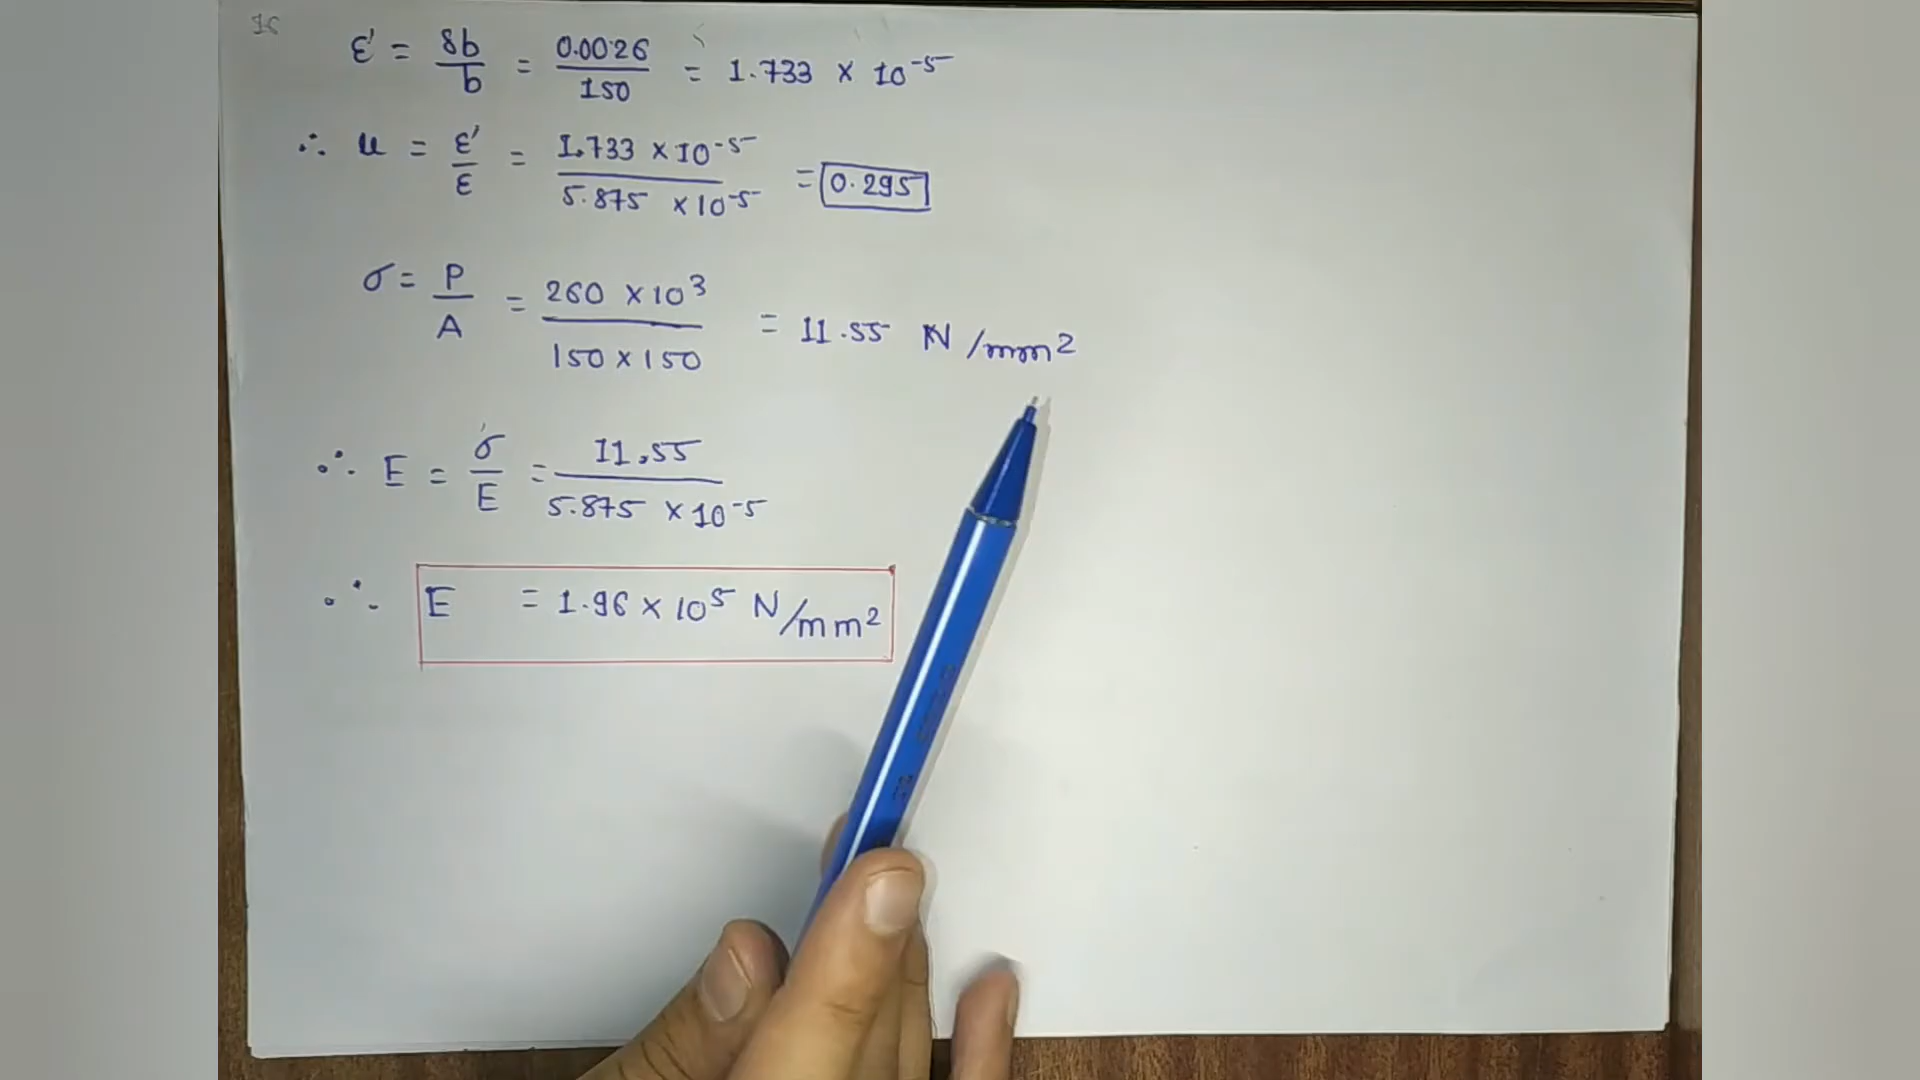 16
ε' = δb/b = 0.0026/150 = 1.733 × 10⁻⁵
∴ μ = ε'/ε = 1.733 × 10⁻⁵/5.875 × 10⁻⁵ = 0.295
σ = P/A = 260 × 10³/150 × 150 = 11.55 N/mm²
∴ E = σ/E = 11.55/5.875 × 10⁻⁵
∴ E = 1.96 × 10⁵ N/mm²